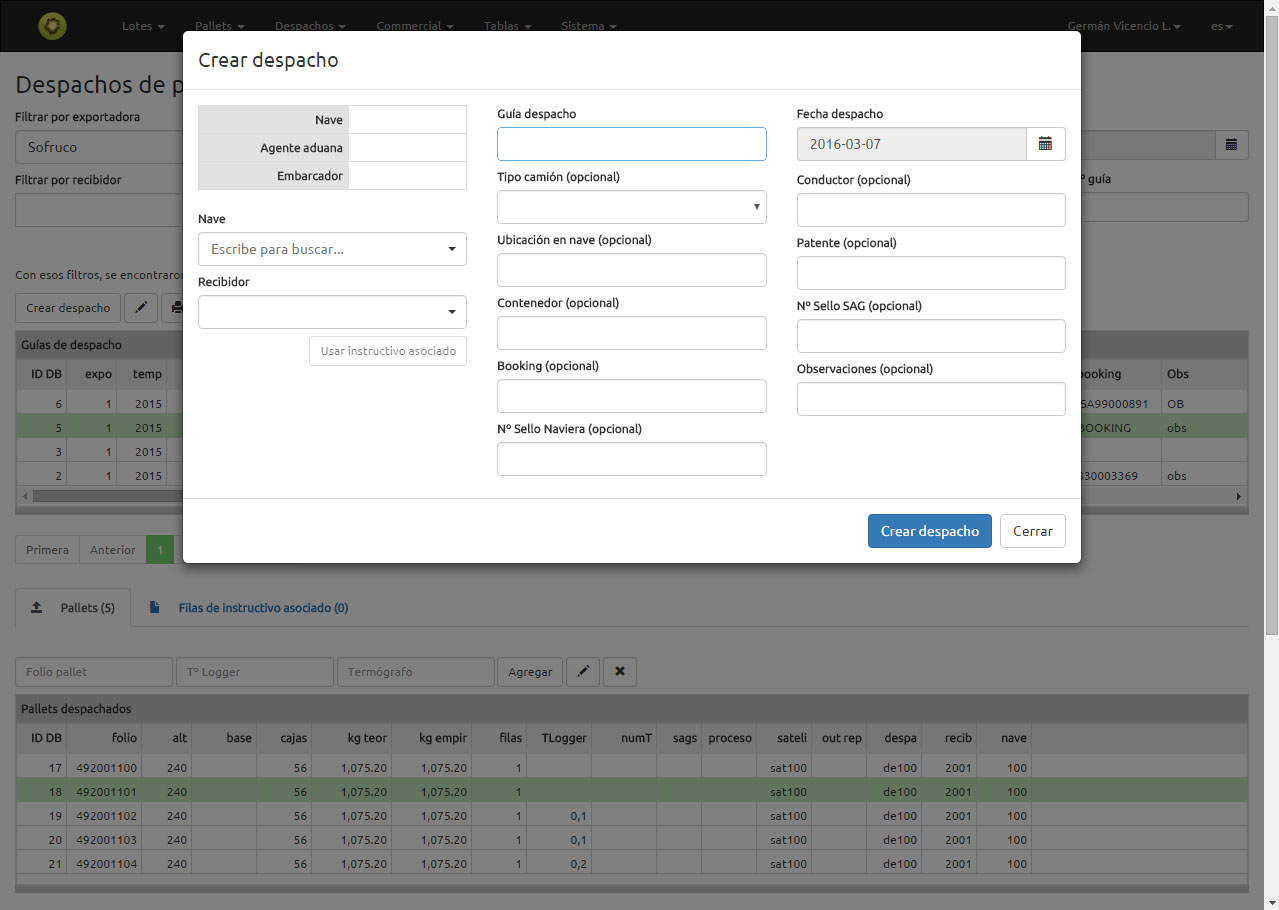 Lotes Pallets Despachos Commercial Tablas Sistema Germán Vicencio L. es
Crear despacho
Despachos de p
Filtrar por exportadora
Sofruco
Filtrar por recibidor
º guía
Con esos filtros, se encontraro
Crear despacho
Nave
Agente aduana
Embarcador
Nave
Escribe para buscar...
Recibidor
Usar instructivo asociado
Guía despacho
Tipo camión (opcional)
Ubicación en nave (opcional)
Contenedor (opcional)
Booking (opcional)
Nº Sello Naviera (opcional)
Fecha despacho
2016-03-07
Conductor (opcional)
Patente (opcional)
Nº Sello SAG (opcional)
Observaciones (opcional)
Crear despacho Cerrar
Guías de despacho
ID DB expo temp ooking Obs
6 1 2015 SA99000891 OB
5 1 2015 BOOKING obs
3 1 2015
2 1 2015 330003369 obs
Primera Anterior 1
Pallets (5) Filas de instructivo asociado (0)
Folio pallet Tº Logger Termógrafo Agregar
Pallets despachados
ID DB folio alt base cajas kg teor kg empir filas TLogger numT sags proceso sateli out rep despa recib nave
17 492001100 240 56 1,075.20 1,075.20 1 sat100 de100 2001 100
18 492001101 240 56 1,075.20 1,075.20 1 sat100 de100 2001 100
19 492001102 240 56 1,075.20 1,075.20 1 0,1 sat100 de100 2001 100
20 492001103 240 56 1,075.20 1,075.20 1 0,1 sat100 de100 2001 100
21 492001104 240 56 1,075.20 1,075.20 1 0,2 sat100 de100 2001 100